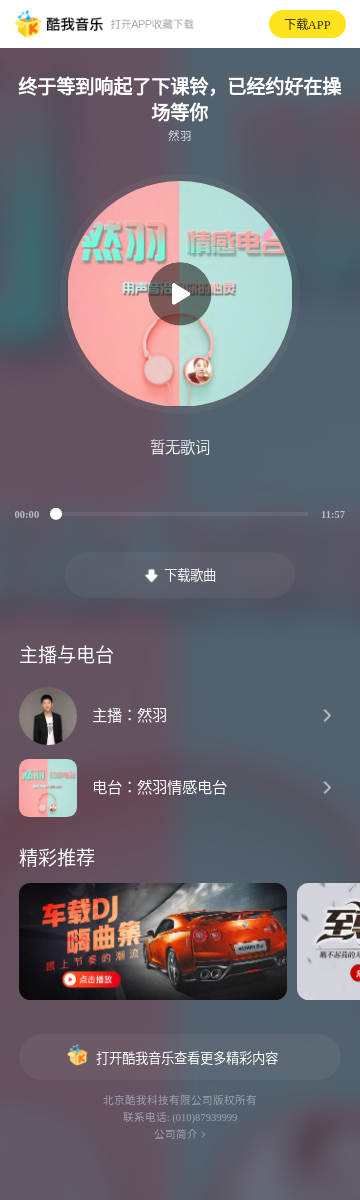 酷我音乐 打开APP收藏下载 下载APP
终于等到响起了下课铃，已经约好在操
场等你
然羽
然羽 情感电台
用声音治 你的心灵
暂无歌词
00:00 11:57
下载歌曲
主播与电台
主播：然羽
电台：然羽情感电台
精彩推荐
车载DJ
嗨曲集
跟上节奏的潮流
点击播放
打开酷我音乐查看更多精彩内容
北京酷我科技有限公司版权所有
联系电话: (010)87939999
公司简介 >